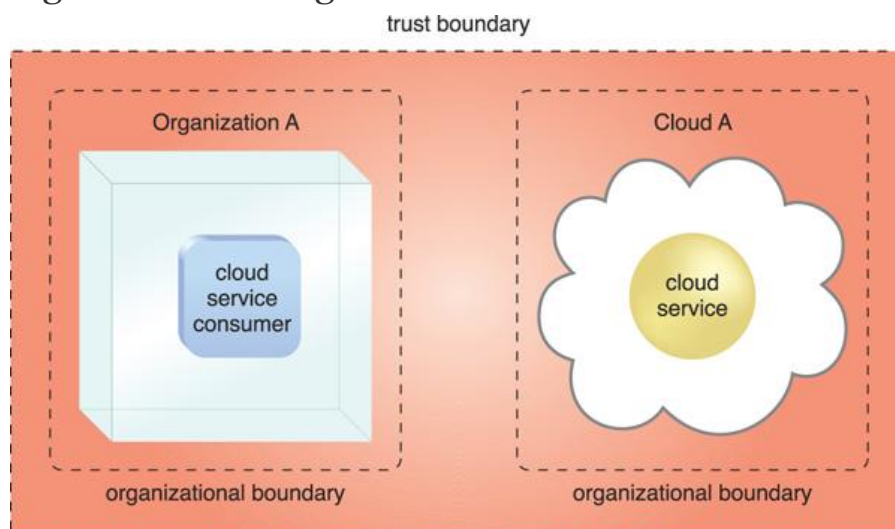 trust boundary
Organization A
Cloud A
cloud
service
consumer
cloud
service
organizational boundary
organizational boundary